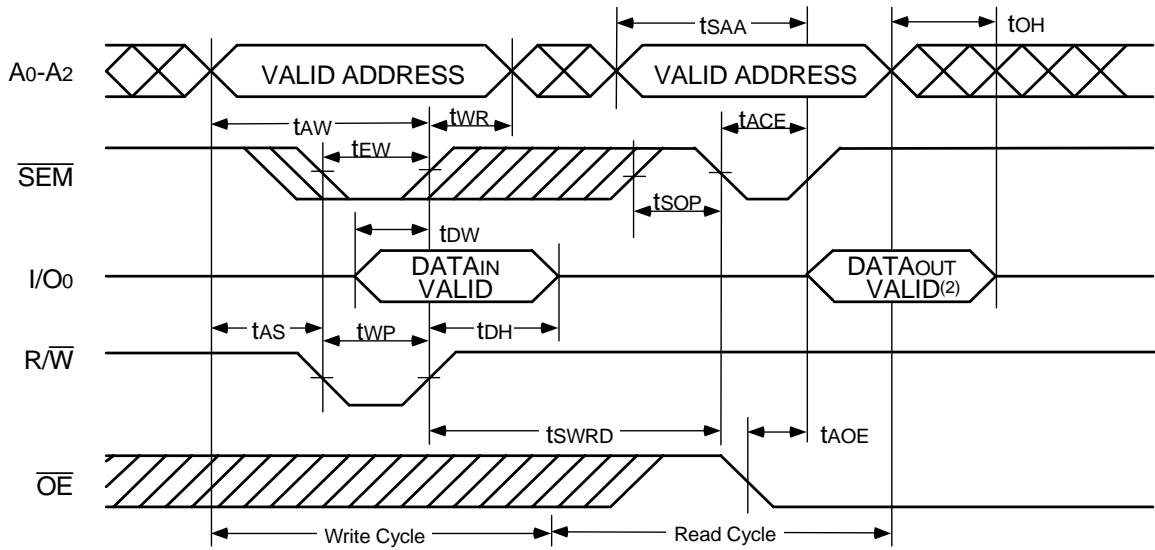 tSAA
tOH
A0-A2
VALID ADDRESS
VALID ADDRESS
tAW
tWR
tACE
tEW
SEM
tSOP
tDW
I/O0
DATAIN
VALID
DATAOUT
VALID(2)
tAS
tWP
tDH
R/W
tSWRD
tAOE
OE
Write Cycle
Read Cycle